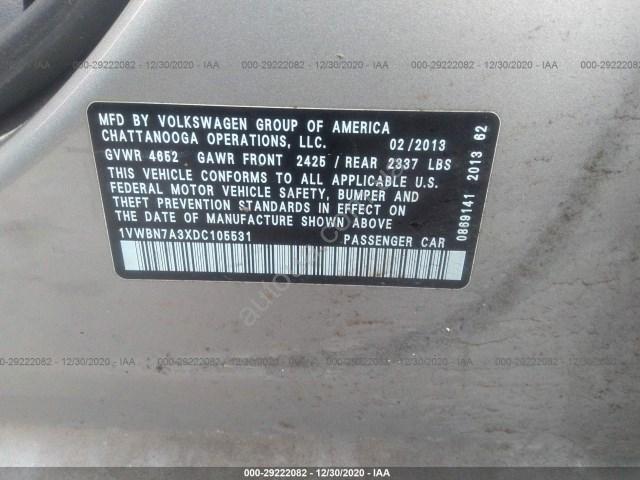 000-29222082 - 12/30/2020 - IAA
MFD BY VOLKSWAGEN GROUP OF AMERICA
CHATTANOOGA OPERATIONS, LLC. 02/2013
GVWR 4652 GAWR FRONT 2425/REAR 2337 LBS
THIS VEHICLE CONFORMS TO ALL APPLICABLE U.S.
FEDERAL MOTOR VEHICLE SAFETY, BUMPER AND
THEFT PREVENTION STANDARDS IN EFFECT ON
THE DATE OF MANUFACTURE SHOWN ABOVE
1VWBN7A3XDC105531 PASSENGER CAR
0869141 2013 62
000-29222082 - 12/30/2020 - IAA
000-29222082 - 12/30/2020 - IAA